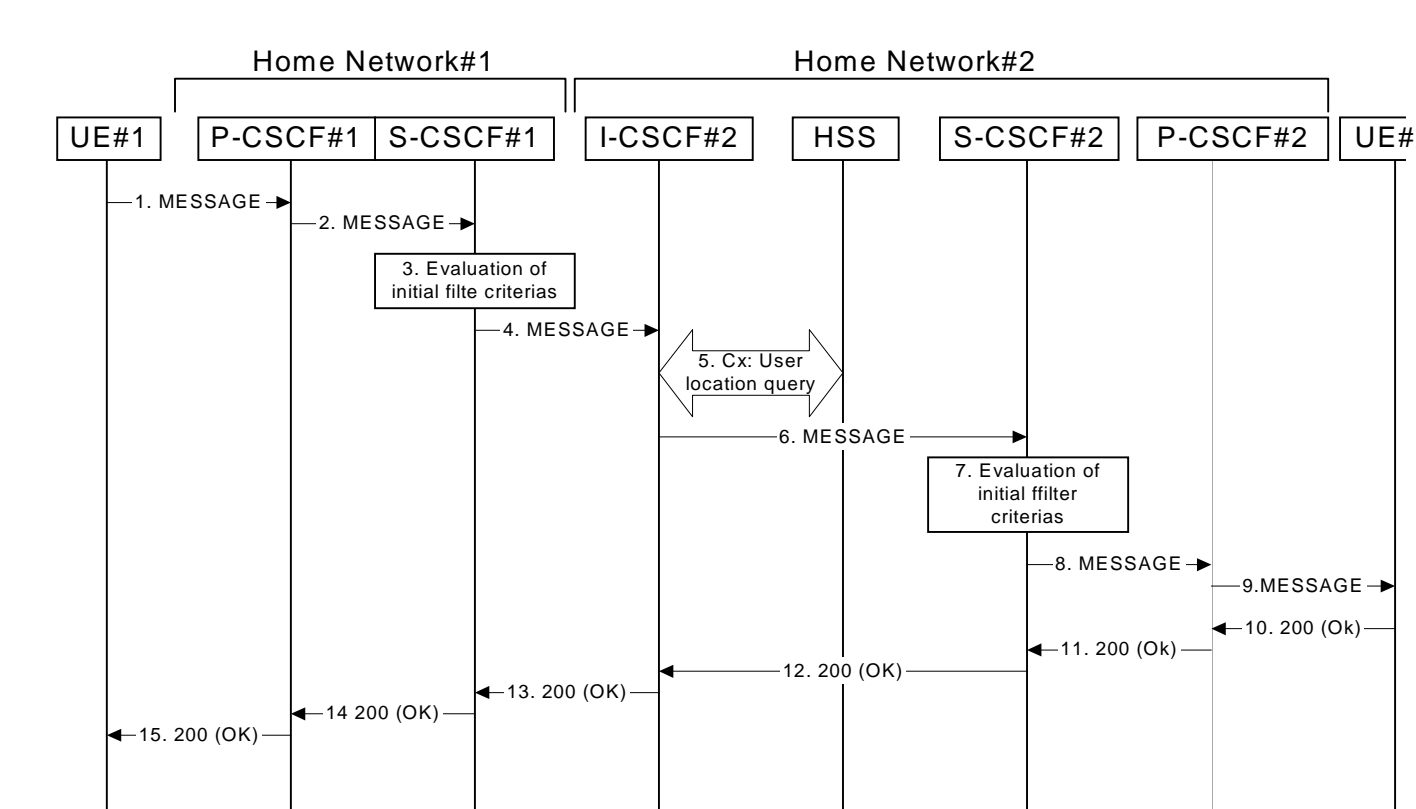 Home Network#1
Home Network#2
UE#1
P-CSCF#1
S-CSCF#1
I-CSCF#2
HSS
S-CSCF#2
P-CSCF#2
UE#
1. MESSAGE
2. MESSAGE
3. Evaluation of
initial filte criterias
4. MESSAGE
5. Cx: User
location query
6. MESSAGE
7. Evaluation of
initial ffilter
criterias
8. MESSAGE
9.MESSAGE
10. 200 (Ok)
11. 200 (Ok)
12. 200 (OK)
13. 200 (OK)
14 200 (OK)
15. 200 (OK)